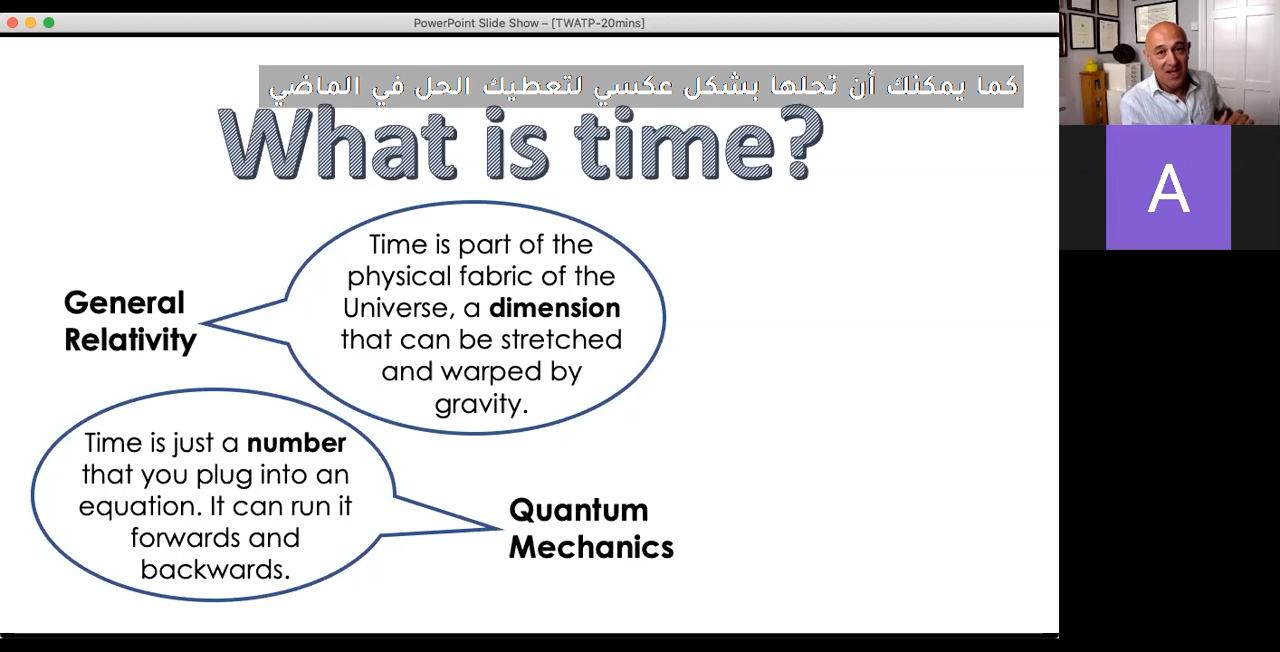 PowerPoint Slide Show – [TWATP-20mins]
كما يمكنك أن تحلها بشكل عكسي لتعطيك الحل في الماضي
What is time?
General
Relativity
Time is part of the
physical fabric of the
Universe, a dimension
that can be stretched
and warped by
gravity.
Time is just a number
that you plug into an
equation. It can run it
forwards and
backwards.
Quantum
Mechanics
A